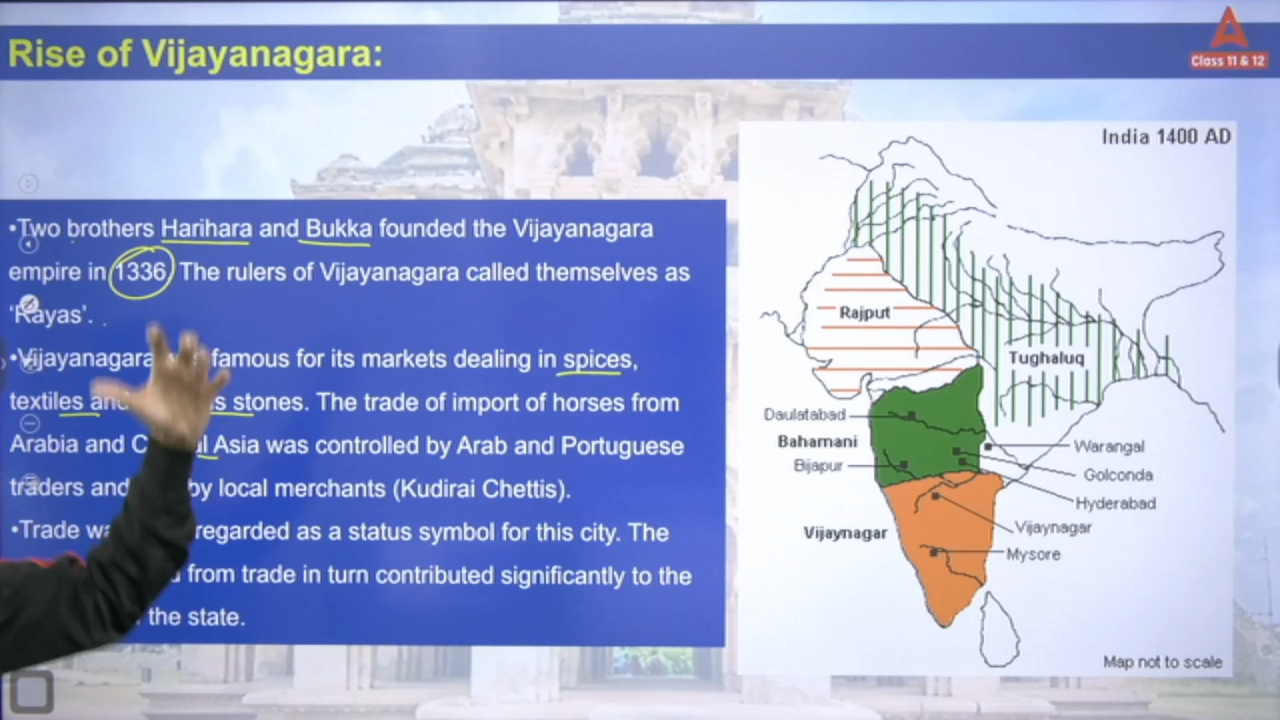 Rise of Vijayanagara:
Class 11 & 12
•Two brothers Harihara and Bukka founded the Vijayanagara
empire in 1336 The rulers of Vijayanagara called themselves as
‘Rayas’. .
•Vijayanagara famous for its markets dealing in spices,
textiles and stones. The trade of import of horses from
Arabia and Asia was controlled by Arab and Portuguese
traders and by local merchants (Kudirai Chettis).
•Trade regarded as a status symbol for this city. The
from trade in turn contributed significantly to the
the state.
India 1400 AD
Rajput
Tughaluq
Daulatabad
Bahamani
Bijapur
Warangal
Golconda
Hyderabad
Vijaynagar
Vijaynagar
Mysore
Map not to scale